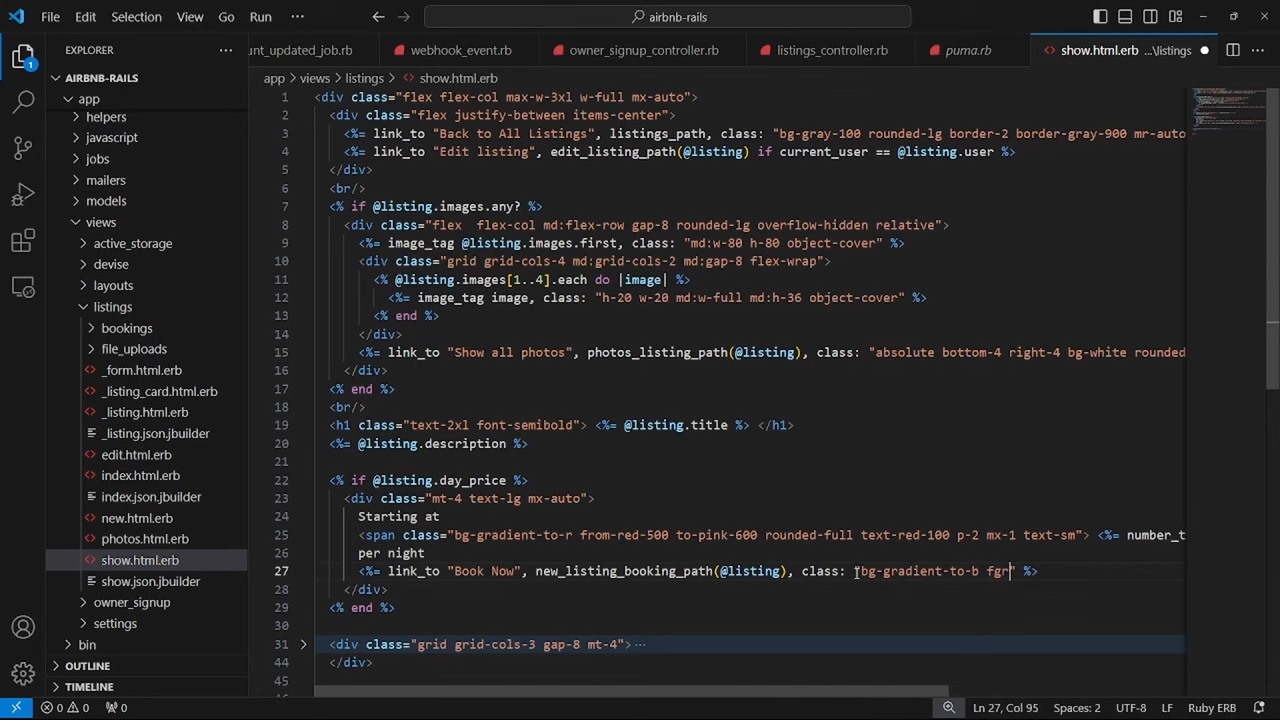 File Edit Selection View Go Run ··· airbnb-rails
EXPLORER ···
unt_updated_job.rb webhook_event.rb owner_signup_controller.rb listings_controller.rb puma.rb show.html.erb ...\listings ···
AIRBNB-RAILS
app > views > listings > show.html.erb
app
helpers
javascript
jobs
mailers
models
views
active_storage
devise
layouts
listings
bookings
file_uploads
_form.html.erb
_listing_card.html.erb
_listing.html.erb
_listing.json.jbuilder
edit.html.erb
index.html.erb
index.json.jbuilder
new.html.erb
photos.html.erb
show.html.erb
show.json.jbuilder
owner_signup
settings
bin
OUTLINE
TIMELINE
1 <div class="flex flex-col max-w-3xl w-full mx-auto">
2 <div class="flex justify-between items-center">
3 <%= link_to "Back to All Listings", listings_path, class: "bg-gray-100 rounded-lg border-2 border-gray-900 mr-auto
4 <%= link_to "Edit listing", edit_listing_path(@listing) if current_user == @listing.user %>
5 </div>
6 <br/>
7 <% if @listing.images.any? %>
8 <div class="flex  flex-col md:flex-row gap-8 rounded-lg overflow-hidden relative">
9 <%= image_tag @listing.images.first, class: "md:w-80 h-80 object-cover" %>
10 <div class="grid grid-cols-4 md:grid-cols-2 md:gap-8 flex-wrap">
11 <% @listing.images[1..4].each do |image| %>
12 <%= image_tag image, class: "h-20 w-20 md:w-full md:h-36 object-cover" %>
13 <% end %>
14 </div>
15 <%= link_to "Show all photos", photos_listing_path(@listing), class: "absolute bottom-4 right-4 bg-white rounded
16 </div>
17 <% end %>
18 <br/>
19 <h1 class="text-2xl font-semibold"> <%= @listing.title %> </h1>
20 <%= @listing.description %>
21
22 <% if @listing.day_price %>
23 <div class="mt-4 text-lg mx-auto">
24 Starting at
25 <span class="bg-gradient-to-r from-red-500 to-pink-600 rounded-full text-red-100 p-2 mx-1 text-sm"> <%= number_t
26 per night
27 <%= link_to "Book Now", new_listing_booking_path(@listing), class: "bg-gradient-to-b fgr" %>
28 </div>
29 <% end %>
30
31 <div class="grid grid-cols-3 gap-8 mt-4"> ···
44 </div>
45
1
0 0 0 Ln 27, Col 95 Spaces: 2 UTF-8 LF Ruby ERB